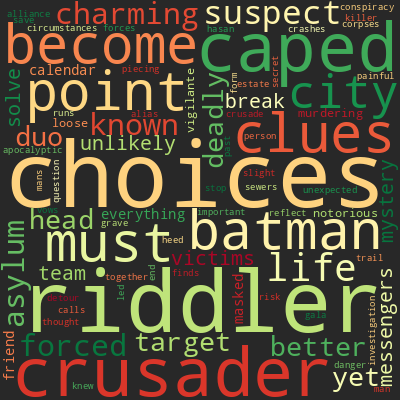 alliance
save
charming
suspect
conspiracy
killer
circumstances
forces
hasan
crashes
corpses
become
caped
calendar
piecing
vigilante
form
estate
secret
painful
solve
point
city
runs
alias
break
crusade
murdering
duo
loose
known
deadly
clues
unlikely
past
person
apocalyptic
choices
mans
question
stop
slight
sewers
unexpected
mystery
shows
head
everything
important
reflect
notorious
grave
must
heed
batman
asylum
team
together
end
victims
finds
life
trail
riddler
detour
led
masked
risk
investigation
messengers
calls
thought
gala
forced
target
better
friend
crusader
danger
yet
knew
man